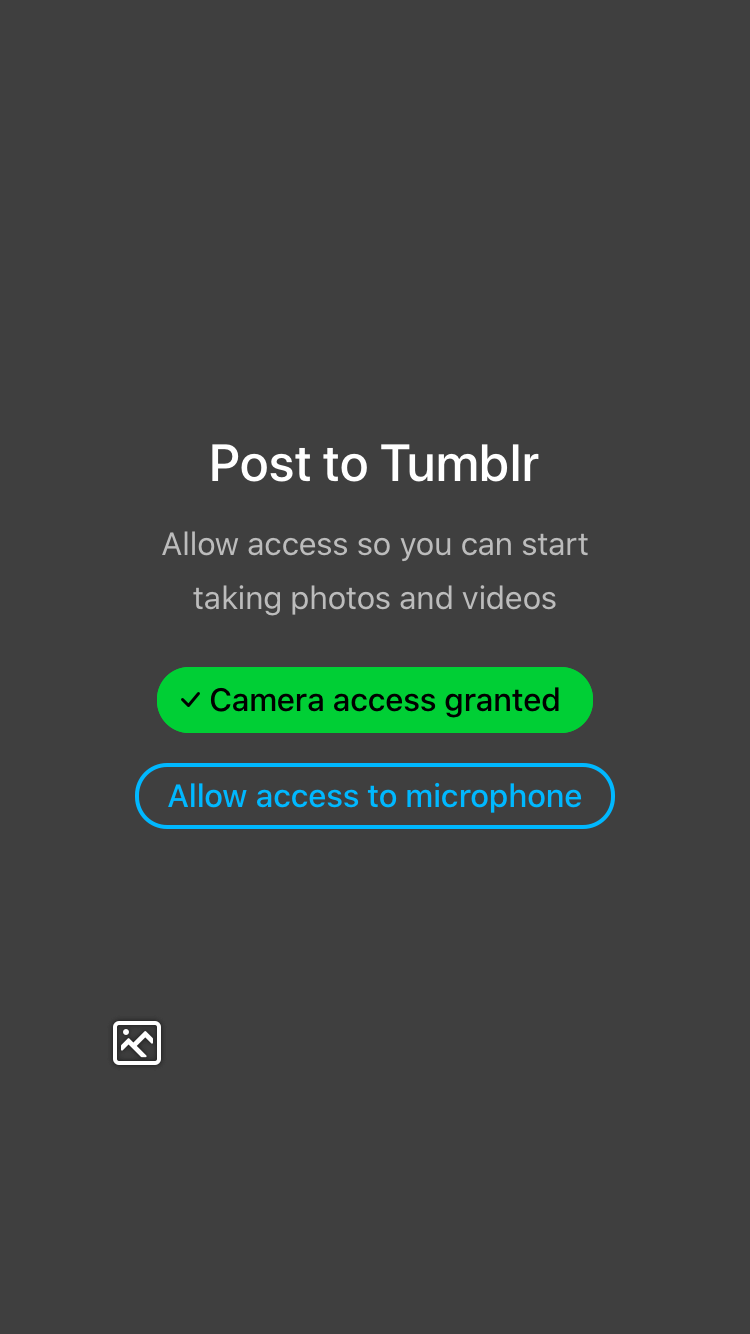 Post to Tumblr
Allow access so you can start
taking photos and videos
Camera access granted
Allow access to microphone